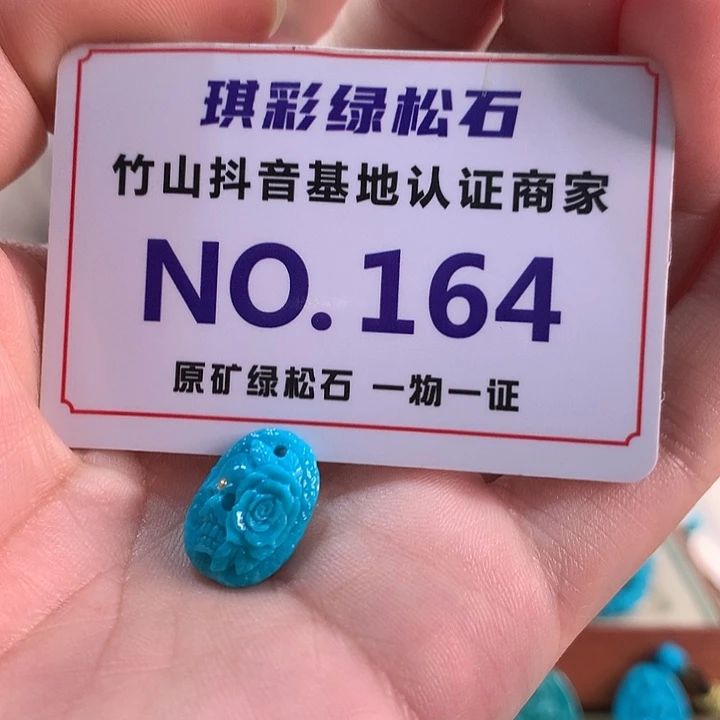 琪彩绿松石
竹山抖音基地认证商家
NO.164
原矿绿松石 一物一证